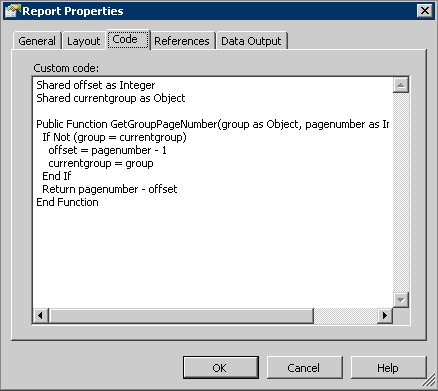 Report Properties
General Layout Code References Data Output
Custom code:
Shared offset as Integer
Shared currentgroup as Object
Public Function GetGroupPageNumber(group as Object, pagenumber as
If Not (group = currentgroup)
offset = pagenumber - 1
currentgroup = group
End If
Return pagenumber - offset
End Function
OK Cancel Help